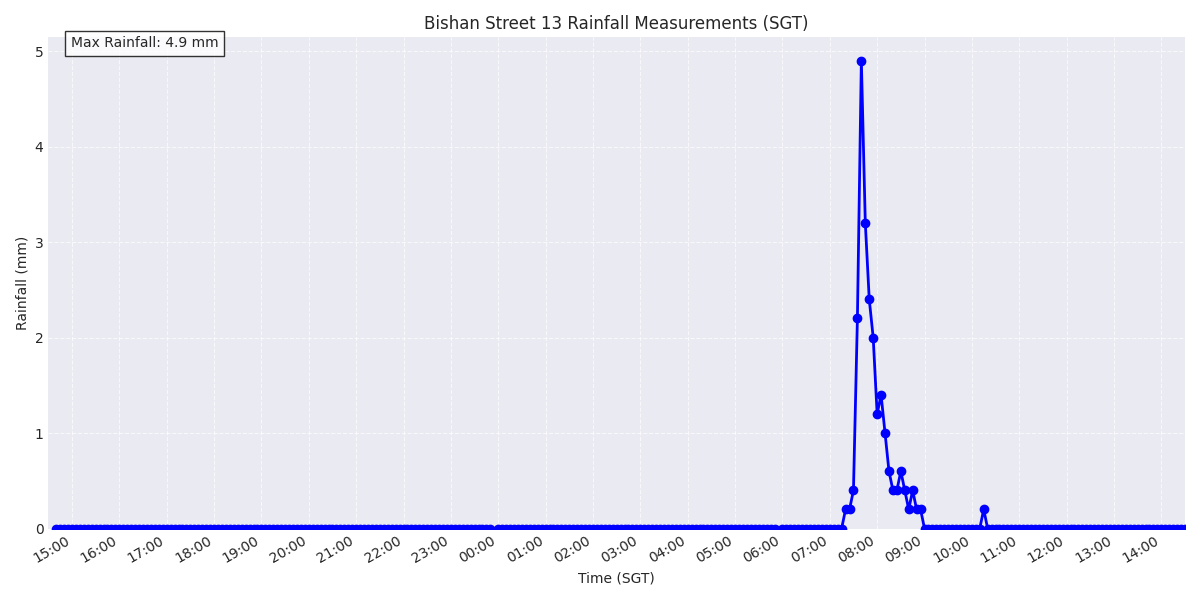 Bishan Street 13 Rainfall Measurements (SGT)
Max Rainfall: 4.9 mm
5
4
3
2
1
0
Rainfall (mm)
15:00 16:00 17:00 18:00 19:00 20:00 21:00 22:00 23:00 00:00 01:00 02:00 03:00 04:00 05:00 06:00 07:00 08:00 09:00 10:00 11:00 12:00 13:00 14:00
Time (SGT)